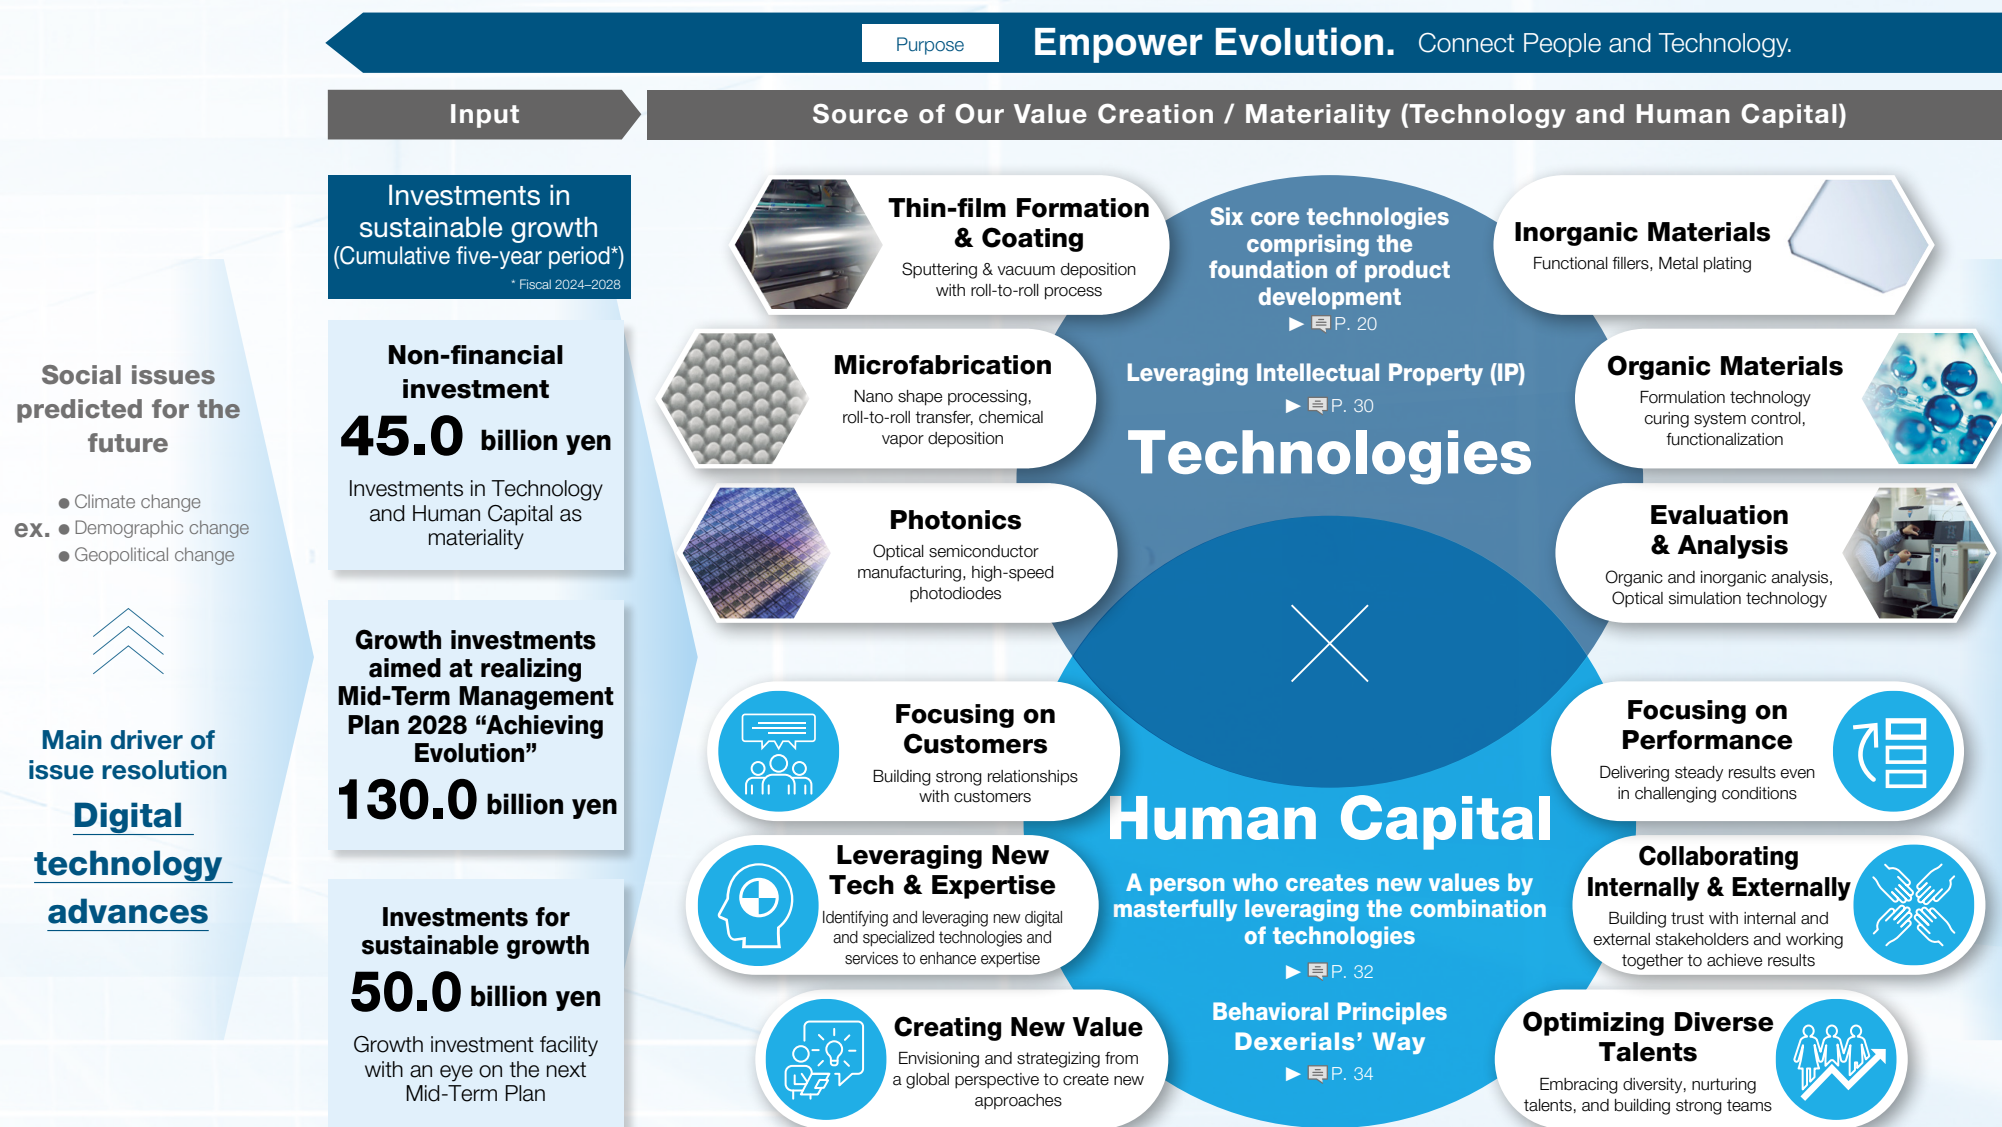 Purpose
Empower Evolution. Connect People and Technology.
Input
Source of Our Value Creation / Materiality (Technology and Human Capital)
Social issues
predicted for the
future
ex.
● Climate change
● Demographic change
● Geopolitical change
Main driver of
issue resolution
Digital
technology
advances
Investments in
sustainable growth
(Cumulative five-year period*)
* Fiscal 2024–2028
Non-financial
investment
45.0 billion yen
Investments in Technology
and Human Capital as
materiality
Growth investments
aimed at realizing
Mid-Term Management
Plan 2028 “Achieving
Evolution”
130.0 billion yen
Investments for
sustainable growth
50.0 billion yen
Growth investment facility
with an eye on the next
Mid-Term Plan
Thin-film Formation
& Coating
Sputtering & vacuum deposition
with roll-to-roll process
Microfabrication
Nano shape processing,
roll-to-roll transfer, chemical
vapor deposition
Photonics
Optical semiconductor
manufacturing, high-speed
photodiodes
Six core technologies
comprising the
foundation of product
development
▶ P. 20
Leveraging Intellectual Property (IP)
▶ P. 30
Technologies
Inorganic Materials
Functional fillers, Metal plating
Organic Materials
Formulation technology
curing system control,
functionalization
Evaluation
& Analysis
Organic and inorganic analysis,
Optical simulation technology
Focusing on
Customers
Building strong relationships
with customers
Leveraging New
Tech & Expertise
Identifying and leveraging new digital
and specialized technologies and
services to enhance expertise
Creating New Value
Envisioning and strategizing from
a global perspective to create new
approaches
Human Capital
A person who creates new values by
masterfully leveraging the combination
of technologies
▶ P. 32
Behavioral Principles
Dexerials’ Way
▶ P. 34
Focusing on
Performance
Delivering steady results even
in challenging conditions
Collaborating
Internally & Externally
Building trust with internal and
external stakeholders and working
together to achieve results
Optimizing Diverse
Talents
Embracing diversity, nurturing
talents, and building strong teams